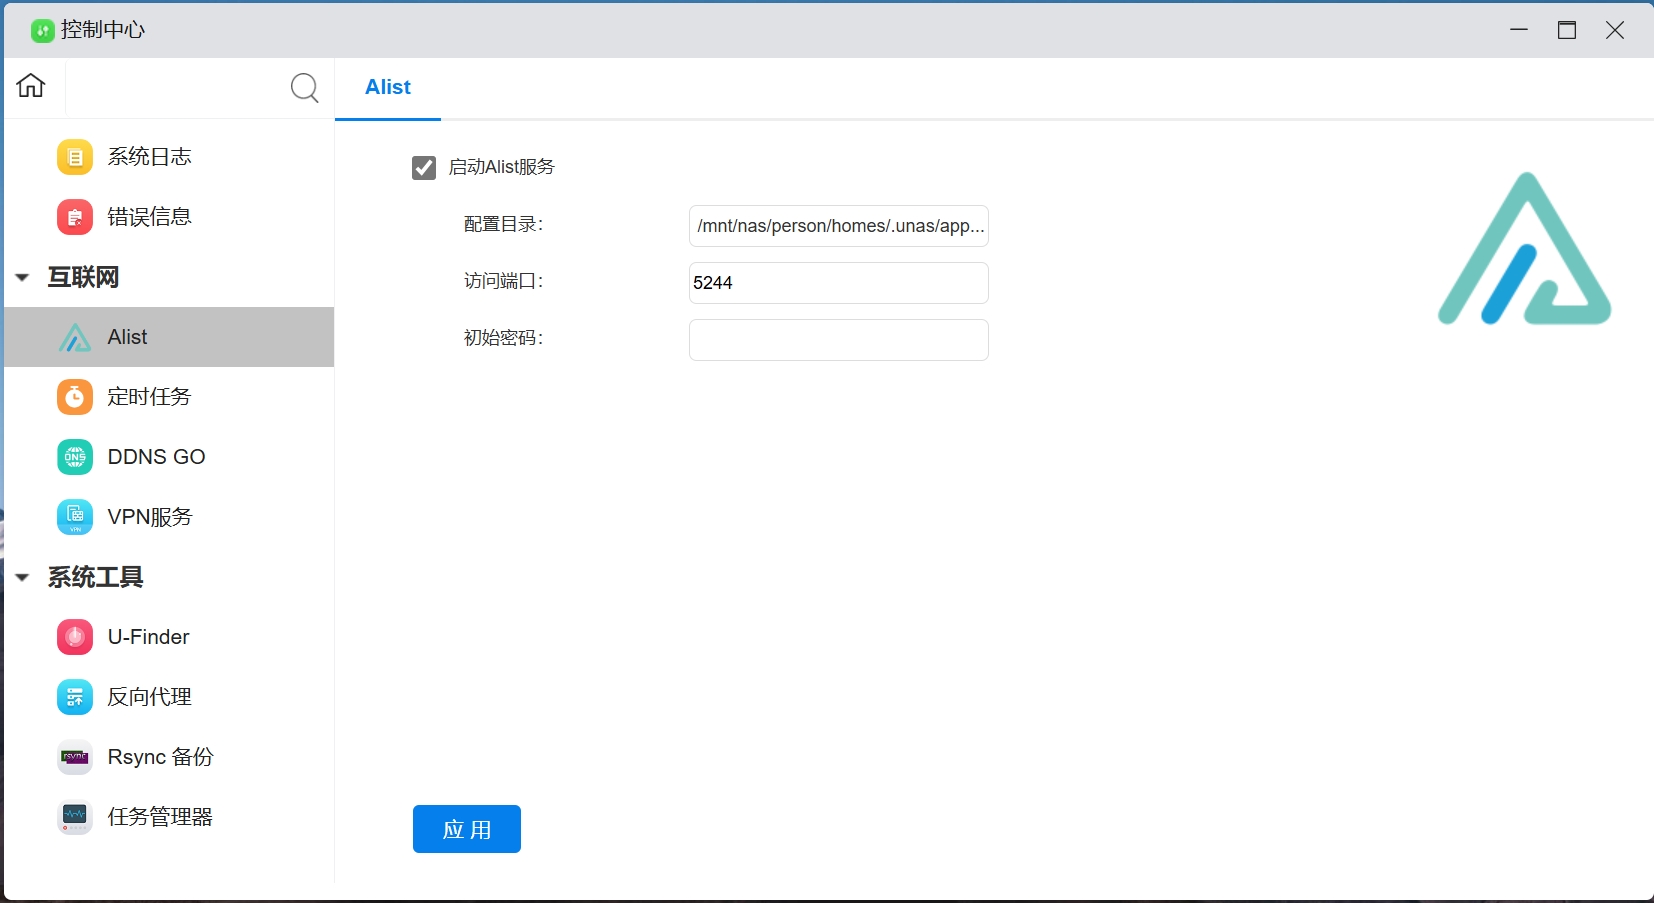 控制中心
Alist
系统日志
错误信息
互联网
Alist
定时任务
DDNS GO
VPN服务
系统工具
U-Finder
反向代理
Rsync 备份
任务管理器
启动Alist服务
配置目录：
/mnt/nas/person/homes/.unas/app...
访问端口：
5244
初始密码：
应 用
DNS
VPN
rsync